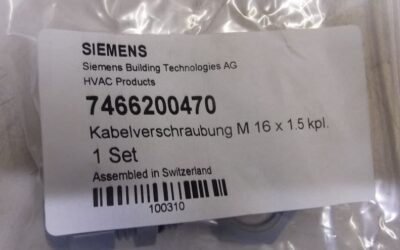 SIEMENS
Siemens Building Technologies AG
HVAC Products
7466200470
Kabelverschraubung M 16 x 1.5 kpl.
1 Set
Assembled in Switzerland
100310